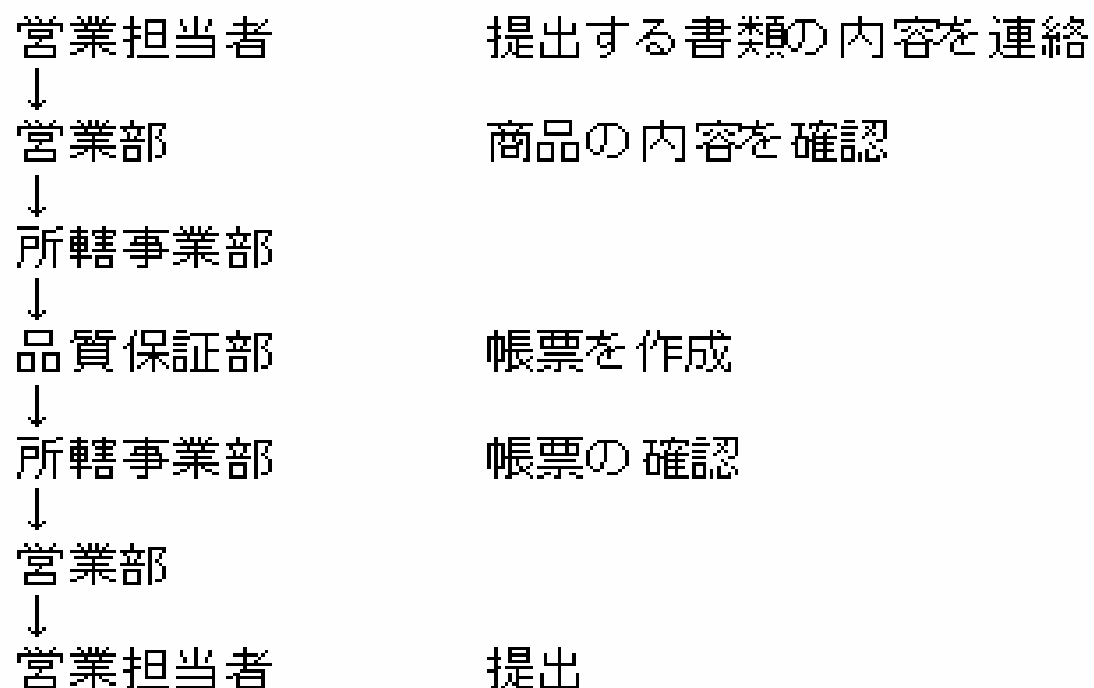 営業担当者 提出する書類の内容を連絡
↓
営業部 商品の内容を確認
↓
所轄事業部
↓
品質保証部 帳票を作成
↓
所轄事業部 帳票の確認
↓
営業部
↓
営業担当者 提出